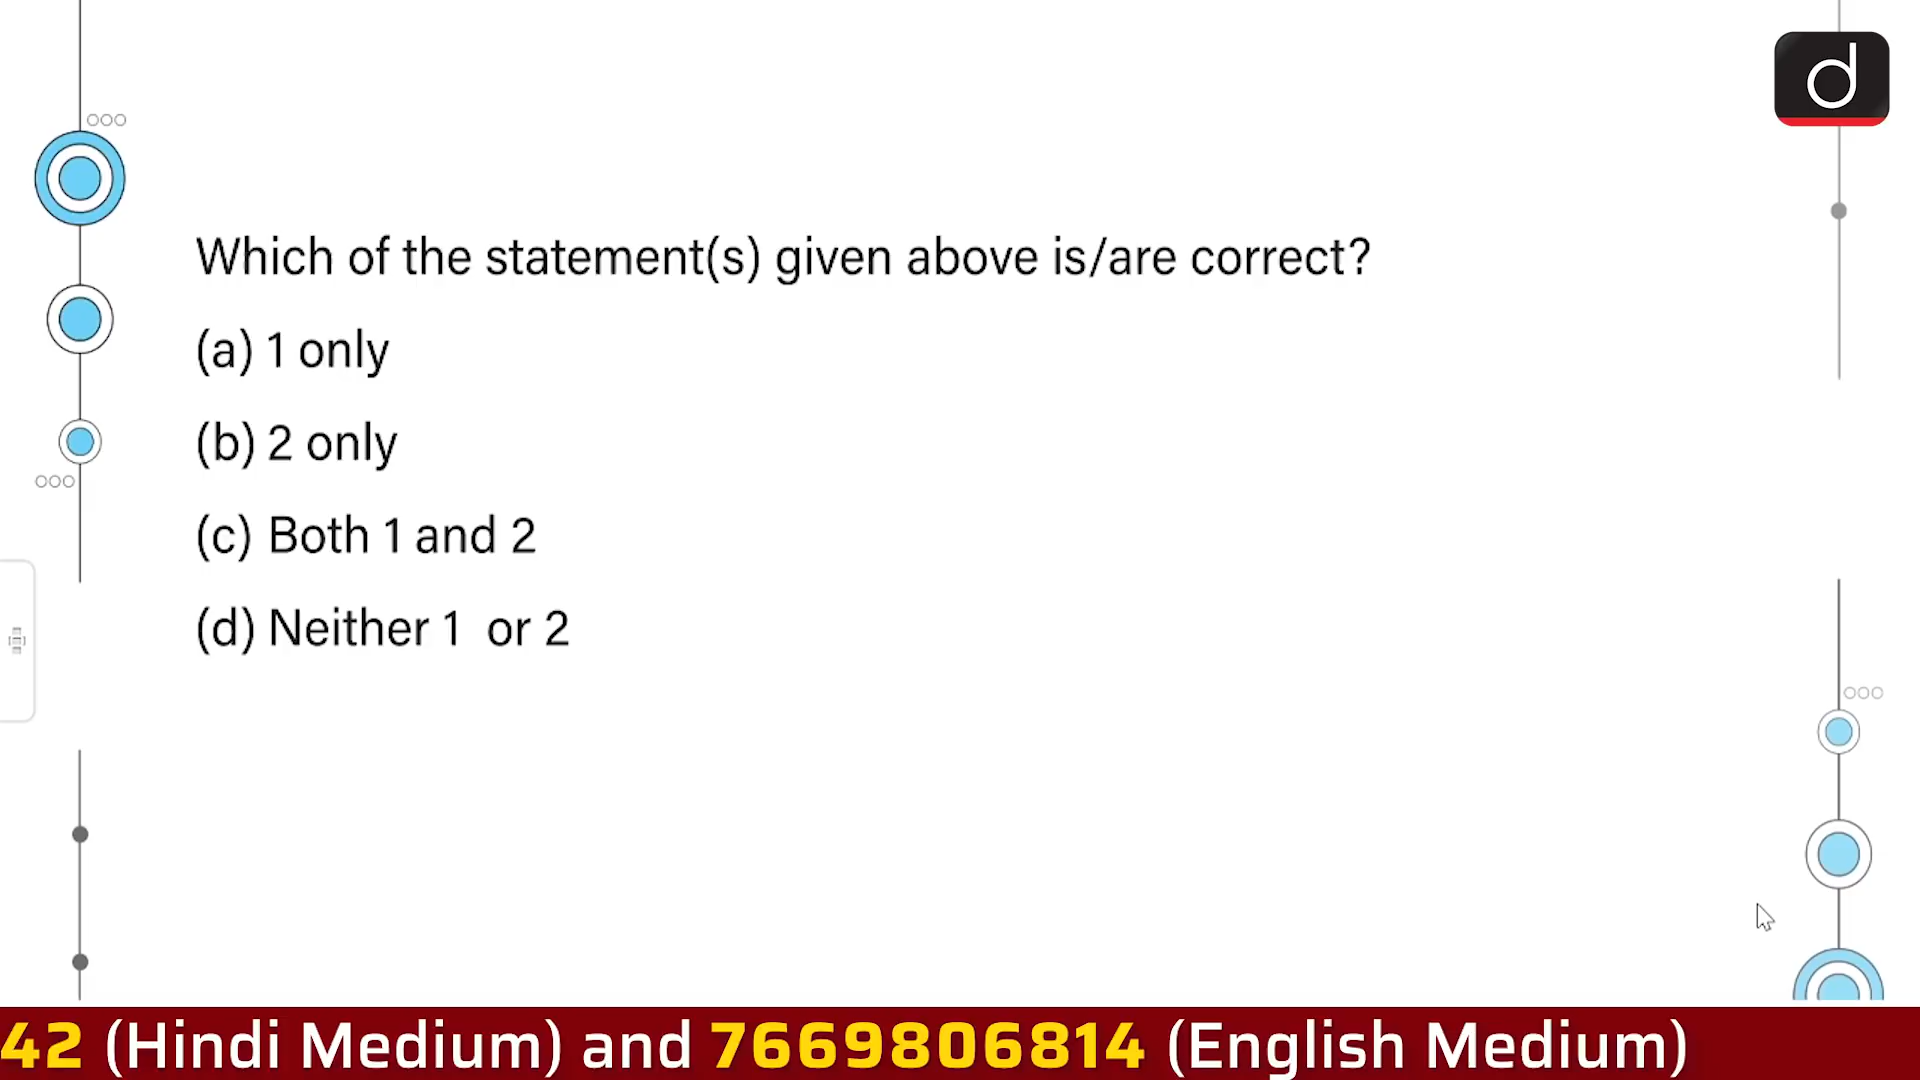 d
Which of the statement(s) given above is/are correct?
(a) 1 only
(b) 2 only
(c) Both 1 and 2
(d) Neither 1 or 2
42 (Hindi Medium) and 7669806814 (English Medium)